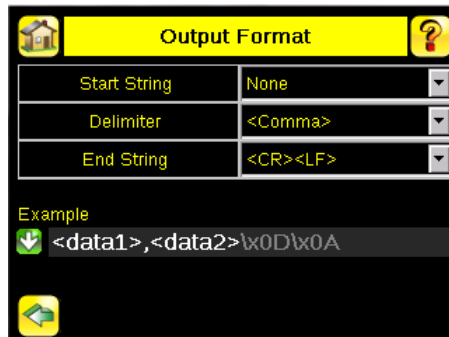 Output Format
Start String None
Delimiter <Comma>
End String <CR><LF>
Example
<data1>,<data2>\x0D\x0A